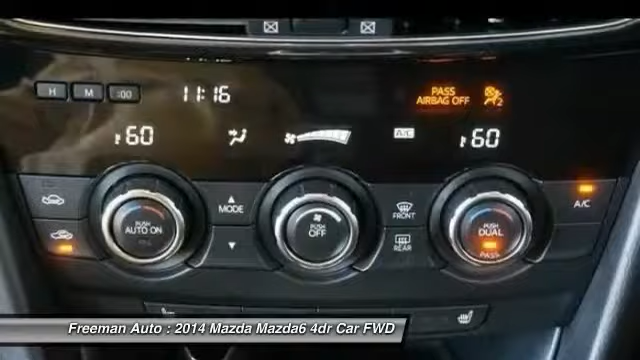 H M :00 11:16 PASS
AIRBAG OFF 2
60 A/C 60
MODE
PUSH
AUTO ON
PUSH
OFF
FRONT
REAR
PUSH
DUAL
PASS
A/C
Freeman Auto : 2014 Mazda Mazda6 4dr Car FWD